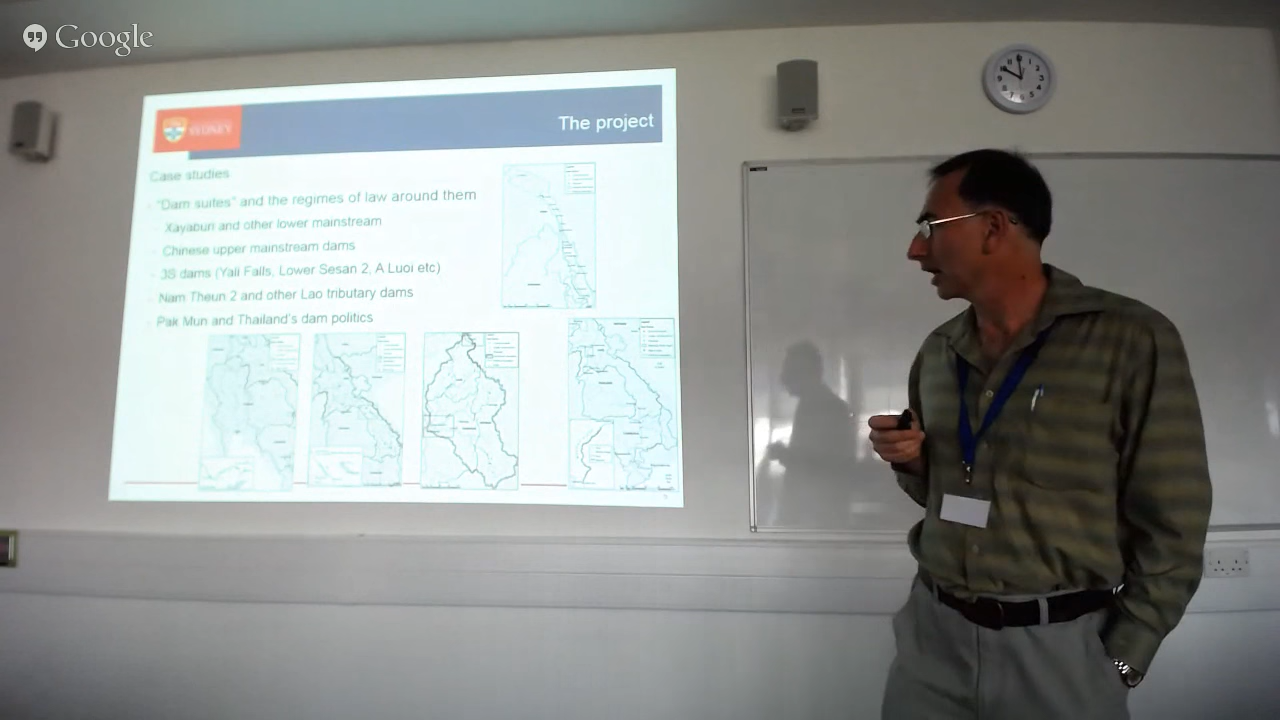 Google
SYDNEY
The project
Case studies
"Dam suites" and the regimes of law around them
Xayaburi and other lower mainstream
Chinese upper mainstream dams
3S dams (Yali Falls, Lower Sesan 2, A Luoi etc)
Nam Theun 2 and other Lao tributary dams
Pak Mun and Thailand's dam politics